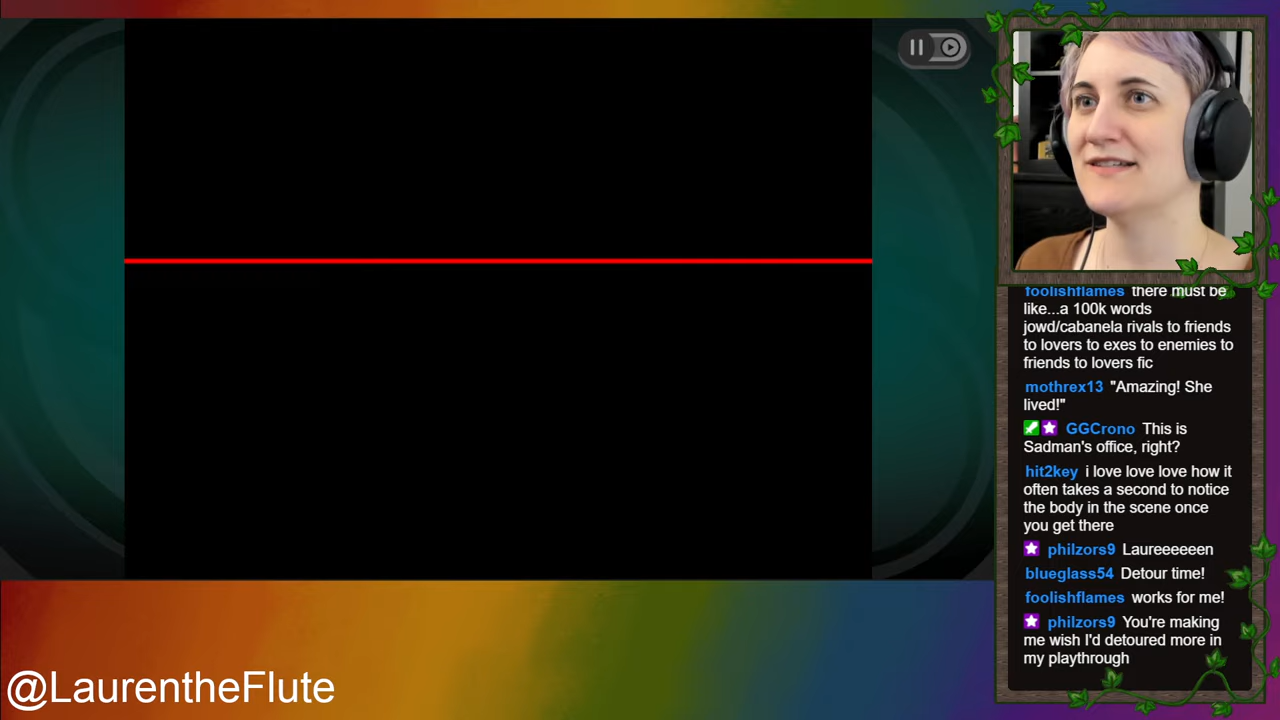 foolishflames there must be
like...a 100k words
jowd/cabanela rivals to friends
to lovers to exes to enemies to
friends to lovers fic
mothrex13 "Amazing! She
lived!"
GGCrono This is
Sadman's office, right?
hit2key i love love love how it
often takes a second to notice
the body in the scene once
you get there
philzors9 Laureeeeeen
blueglass54 Detour time!
foolishflames works for me!
philzors9 You're making
me wish I'd detoured more in
my playthrough
@LaurentheFlute